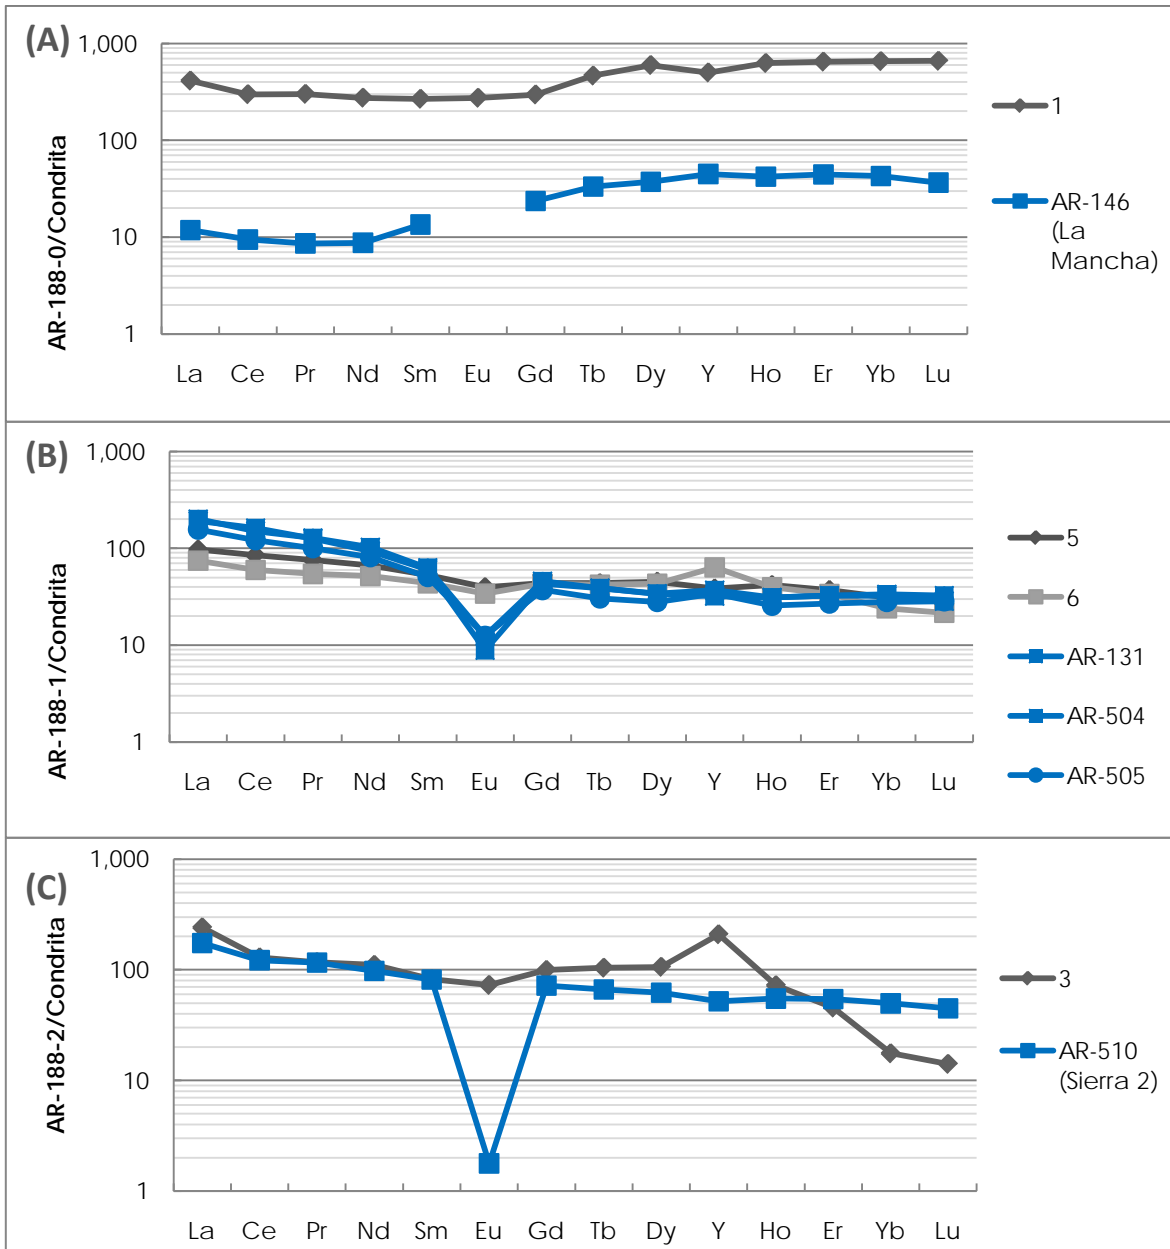 (A)
AR-188-0/Condrita
1,000
100
10
1
La Ce Pr Nd Sm Eu Gd Tb Dy Y Ho Er Yb Lu
1
AR-146
(La
Mancha)
(B)
AR-188-1/Condrita
1,000
100
10
1
La Ce Pr Nd Sm Eu Gd Tb Dy Y Ho Er Yb Lu
5
6
AR-131
AR-504
AR-505
(C)
AR-188-2/Condrita
1,000
100
10
1
La Ce Pr Nd Sm Eu Gd Tb Dy Y Ho Er Yb Lu
3
AR-510
(Sierra 2)